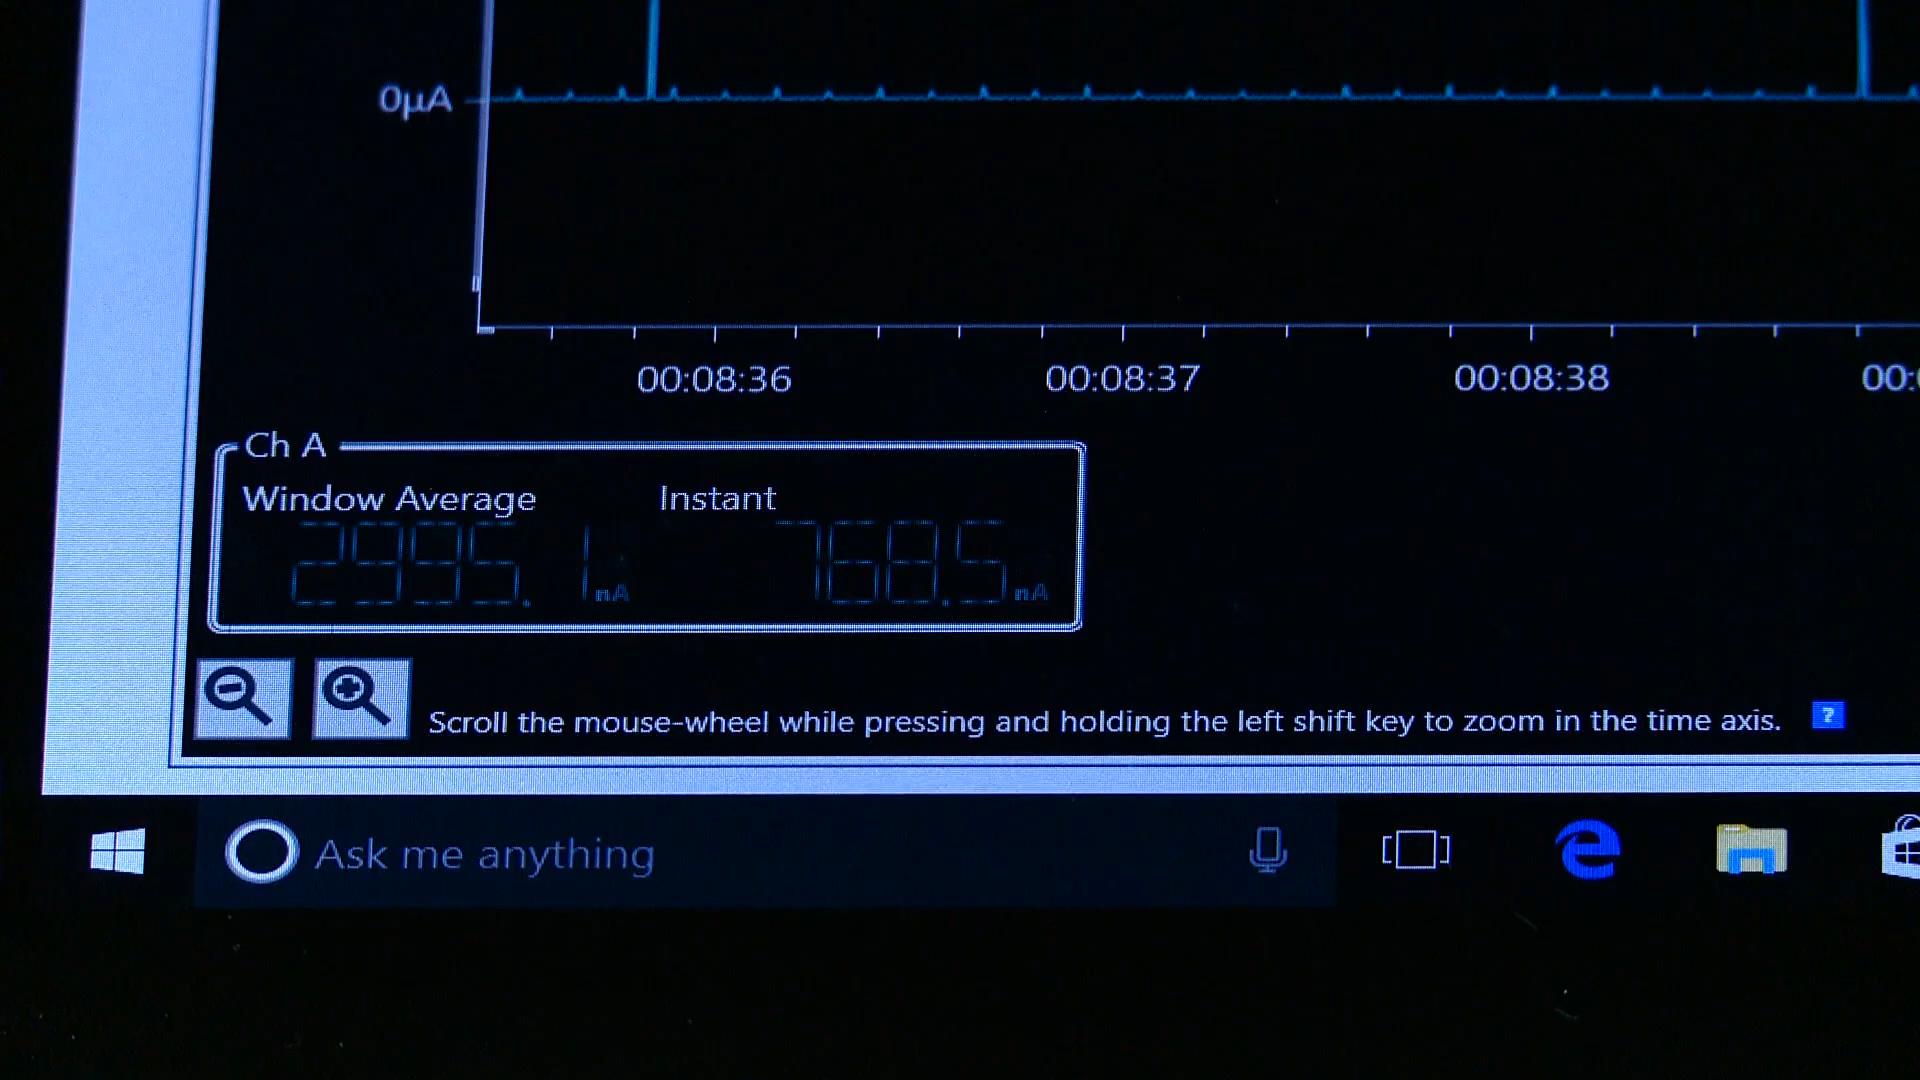 0µA
00:08:36 00:08:37 00:08:38 00:
Ch A
Window Average Instant
2995.1 nA 768.5 nA
Scroll the mouse-wheel while pressing and holding the left shift key to zoom in the time axis. ?
Ask me anything